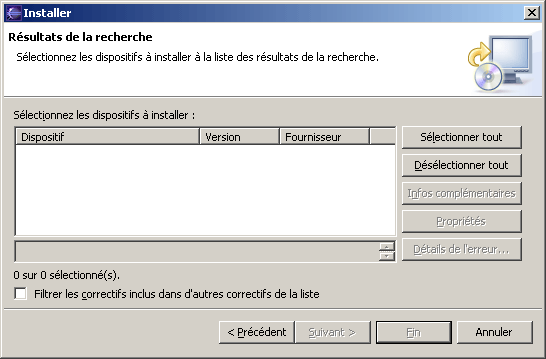 Installer
Résultats de la recherche
Sélectionnez les dispositifs à installer à la liste des résultats de la recherche.
Sélectionnez les dispositifs à installer :
Dispositif Version Fournisseur
Sélectionner tout
Désélectionner tout
Infos complémentaires
Propriétés
Détails de l'erreur...
0 sur 0 sélectionné(s).
Filtrer les correctifs inclus dans d'autres correctifs de la liste
< Précédent Suivant > Fin Annuler